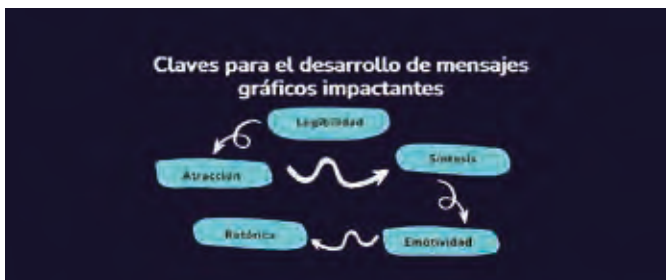 Claves para el desarrollo de mensajes
gráficos impactantes
Legibilidad
Atracción
Síntesis
Emotividad
Retórica